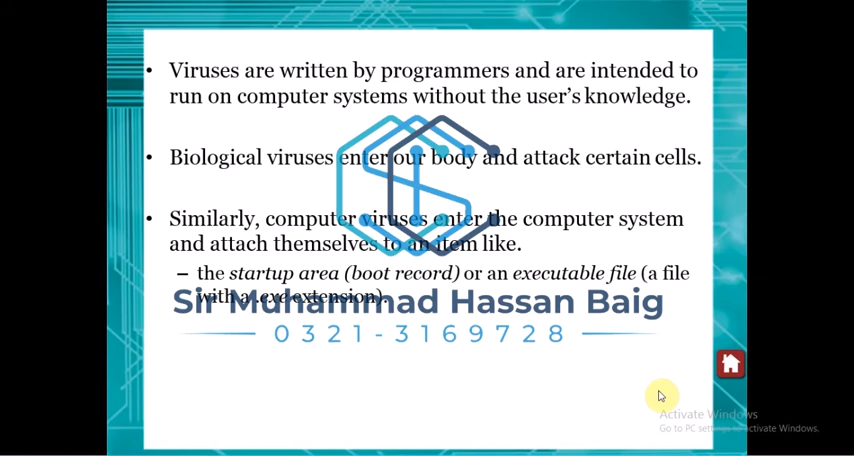 • Viruses are written by programmers and are intended to
run on computer systems without the user's knowledge.
• Biological viruses enter our body and attack certain cells.
• Similarly, computer viruses enter the computer system
and attach themselves to an item like.
– the startup area (boot record) or an executable file (a file
with a .exe extension).
Sir Muhammad Hassan Baig
0321-3169728
Activate Windows
Go to PC settings to activate Windows.